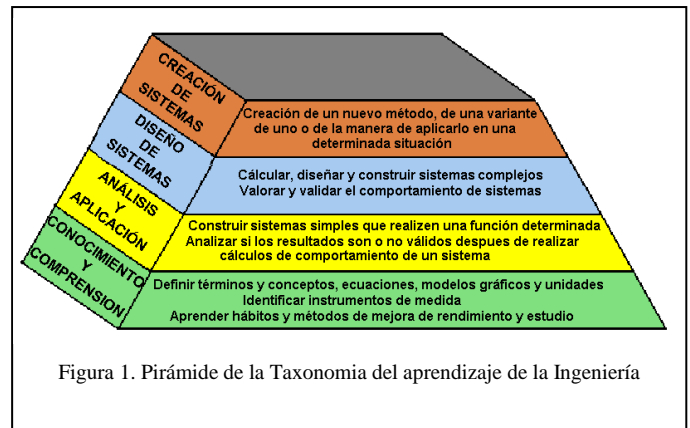 CREACIÓN
DE
SISTEMAS
Creación de un nuevo método, de una variante
de uno o de la manera de aplicarlo en una
determinada situación
DISEÑO
DE
SISTEMAS
Cálcular, diseñar y construir sistemas complejos
Valorar y validar el comportamiento de sistemas
ANÁLISIS
Y
APLICACIÓN
Construir sistemas simples que realizen una función determinada
Analizar si los resultados son o no válidos despues de realizar
cálculos de comportamiento de un sistema
CONOCIMIENTO
Y
COMPRENSION
Definir términos y conceptos, ecuaciones, modelos gráficos y unidades
Identificar instrumentos de medida
Aprender hábitos y métodos de mejora de rendimiento y estudio
Figura 1. Pirámide de la Taxonomia del aprendizaje de la Ingeniería